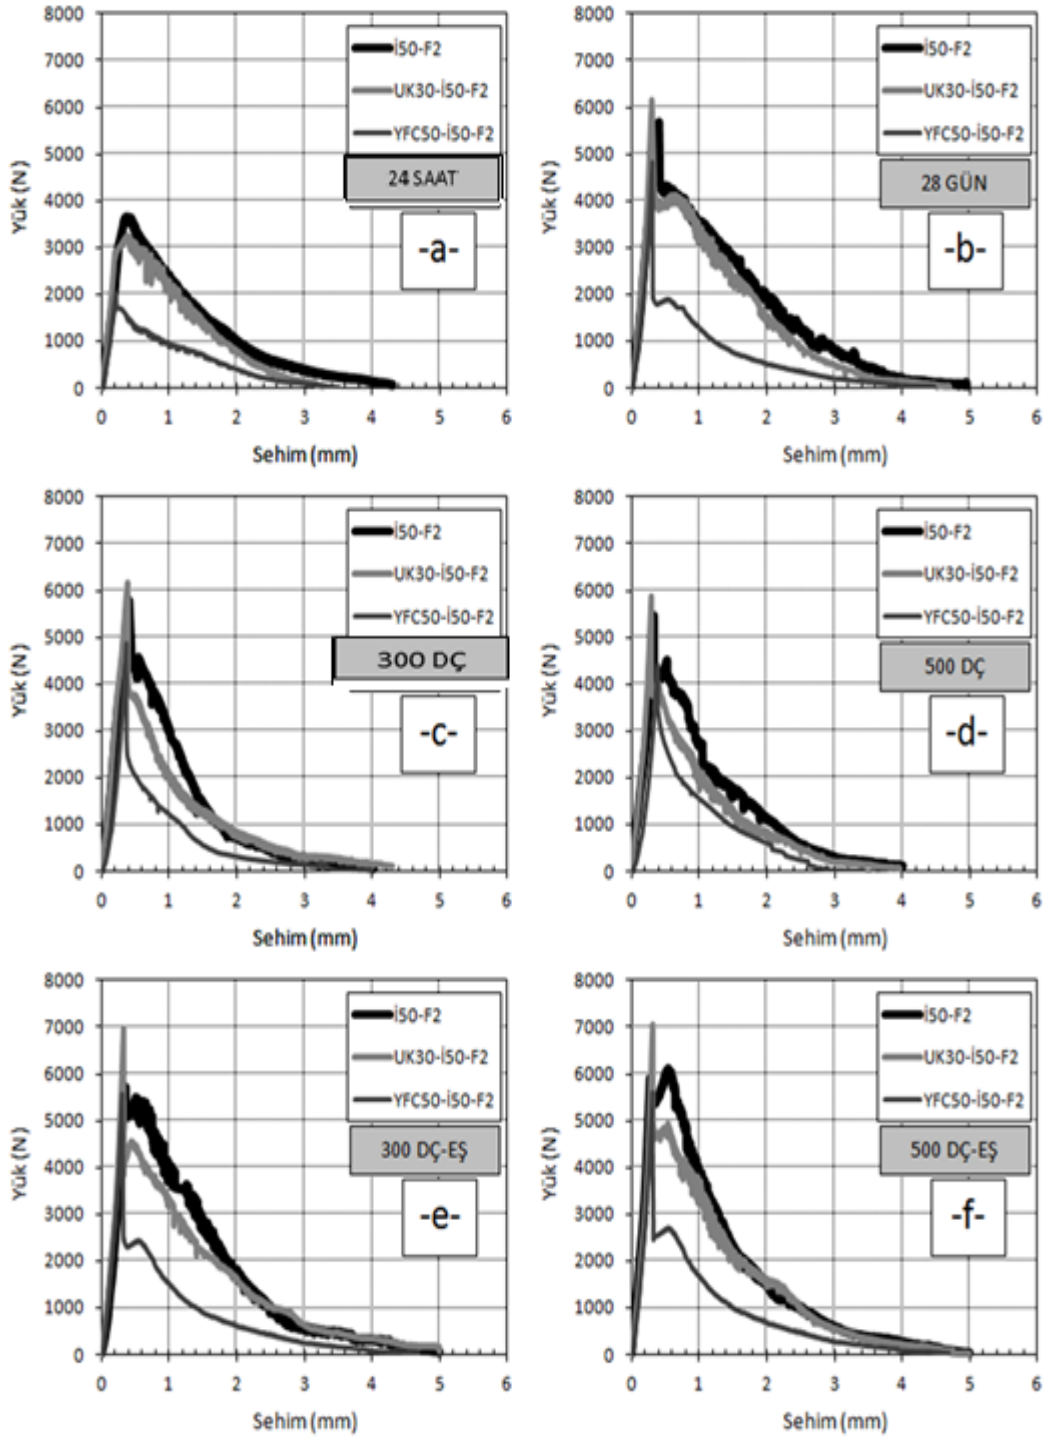 8000
7000
6000
5000
4000
3000
2000
1000
0
Yük (N)
İ50-F2
UK30-İ50-F2
YFC50-İ50-F2
24 SAAT
-a-
0 1 2 3 4 5 6
Sehim (mm)
8000
7000
6000
5000
4000
3000
2000
1000
0
Yük (N)
İ50-F2
UK30-İ50-F2
YFC50-İ50-F2
28 GÜN
-b-
0 1 2 3 4 5 6
Sehim (mm)
8000
7000
6000
5000
4000
3000
2000
1000
0
Yük (N)
İ50-F2
UK30-İ50-F2
YFC50-İ50-F2
300 DÇ
-c-
0 1 2 3 4 5 6
Sehim (mm)
8000
7000
6000
5000
4000
3000
2000
1000
0
Yük (N)
İ50-F2
UK30-İ50-F2
YFC50-İ50-F2
500 DÇ
-d-
0 1 2 3 4 5 6
Sehim (mm)
8000
7000
6000
5000
4000
3000
2000
1000
0
Yük (N)
İ50-F2
UK30-İ50-F2
YFC50-İ50-F2
300 DÇ-EŞ
-e-
0 1 2 3 4 5 6
Sehim (mm)
8000
7000
6000
5000
4000
3000
2000
1000
0
Yük (N)
İ50-F2
UK30-İ50-F2
YFC50-İ50-F2
500 DÇ-EŞ
-f-
0 1 2 3 4 5 6
Sehim (mm)